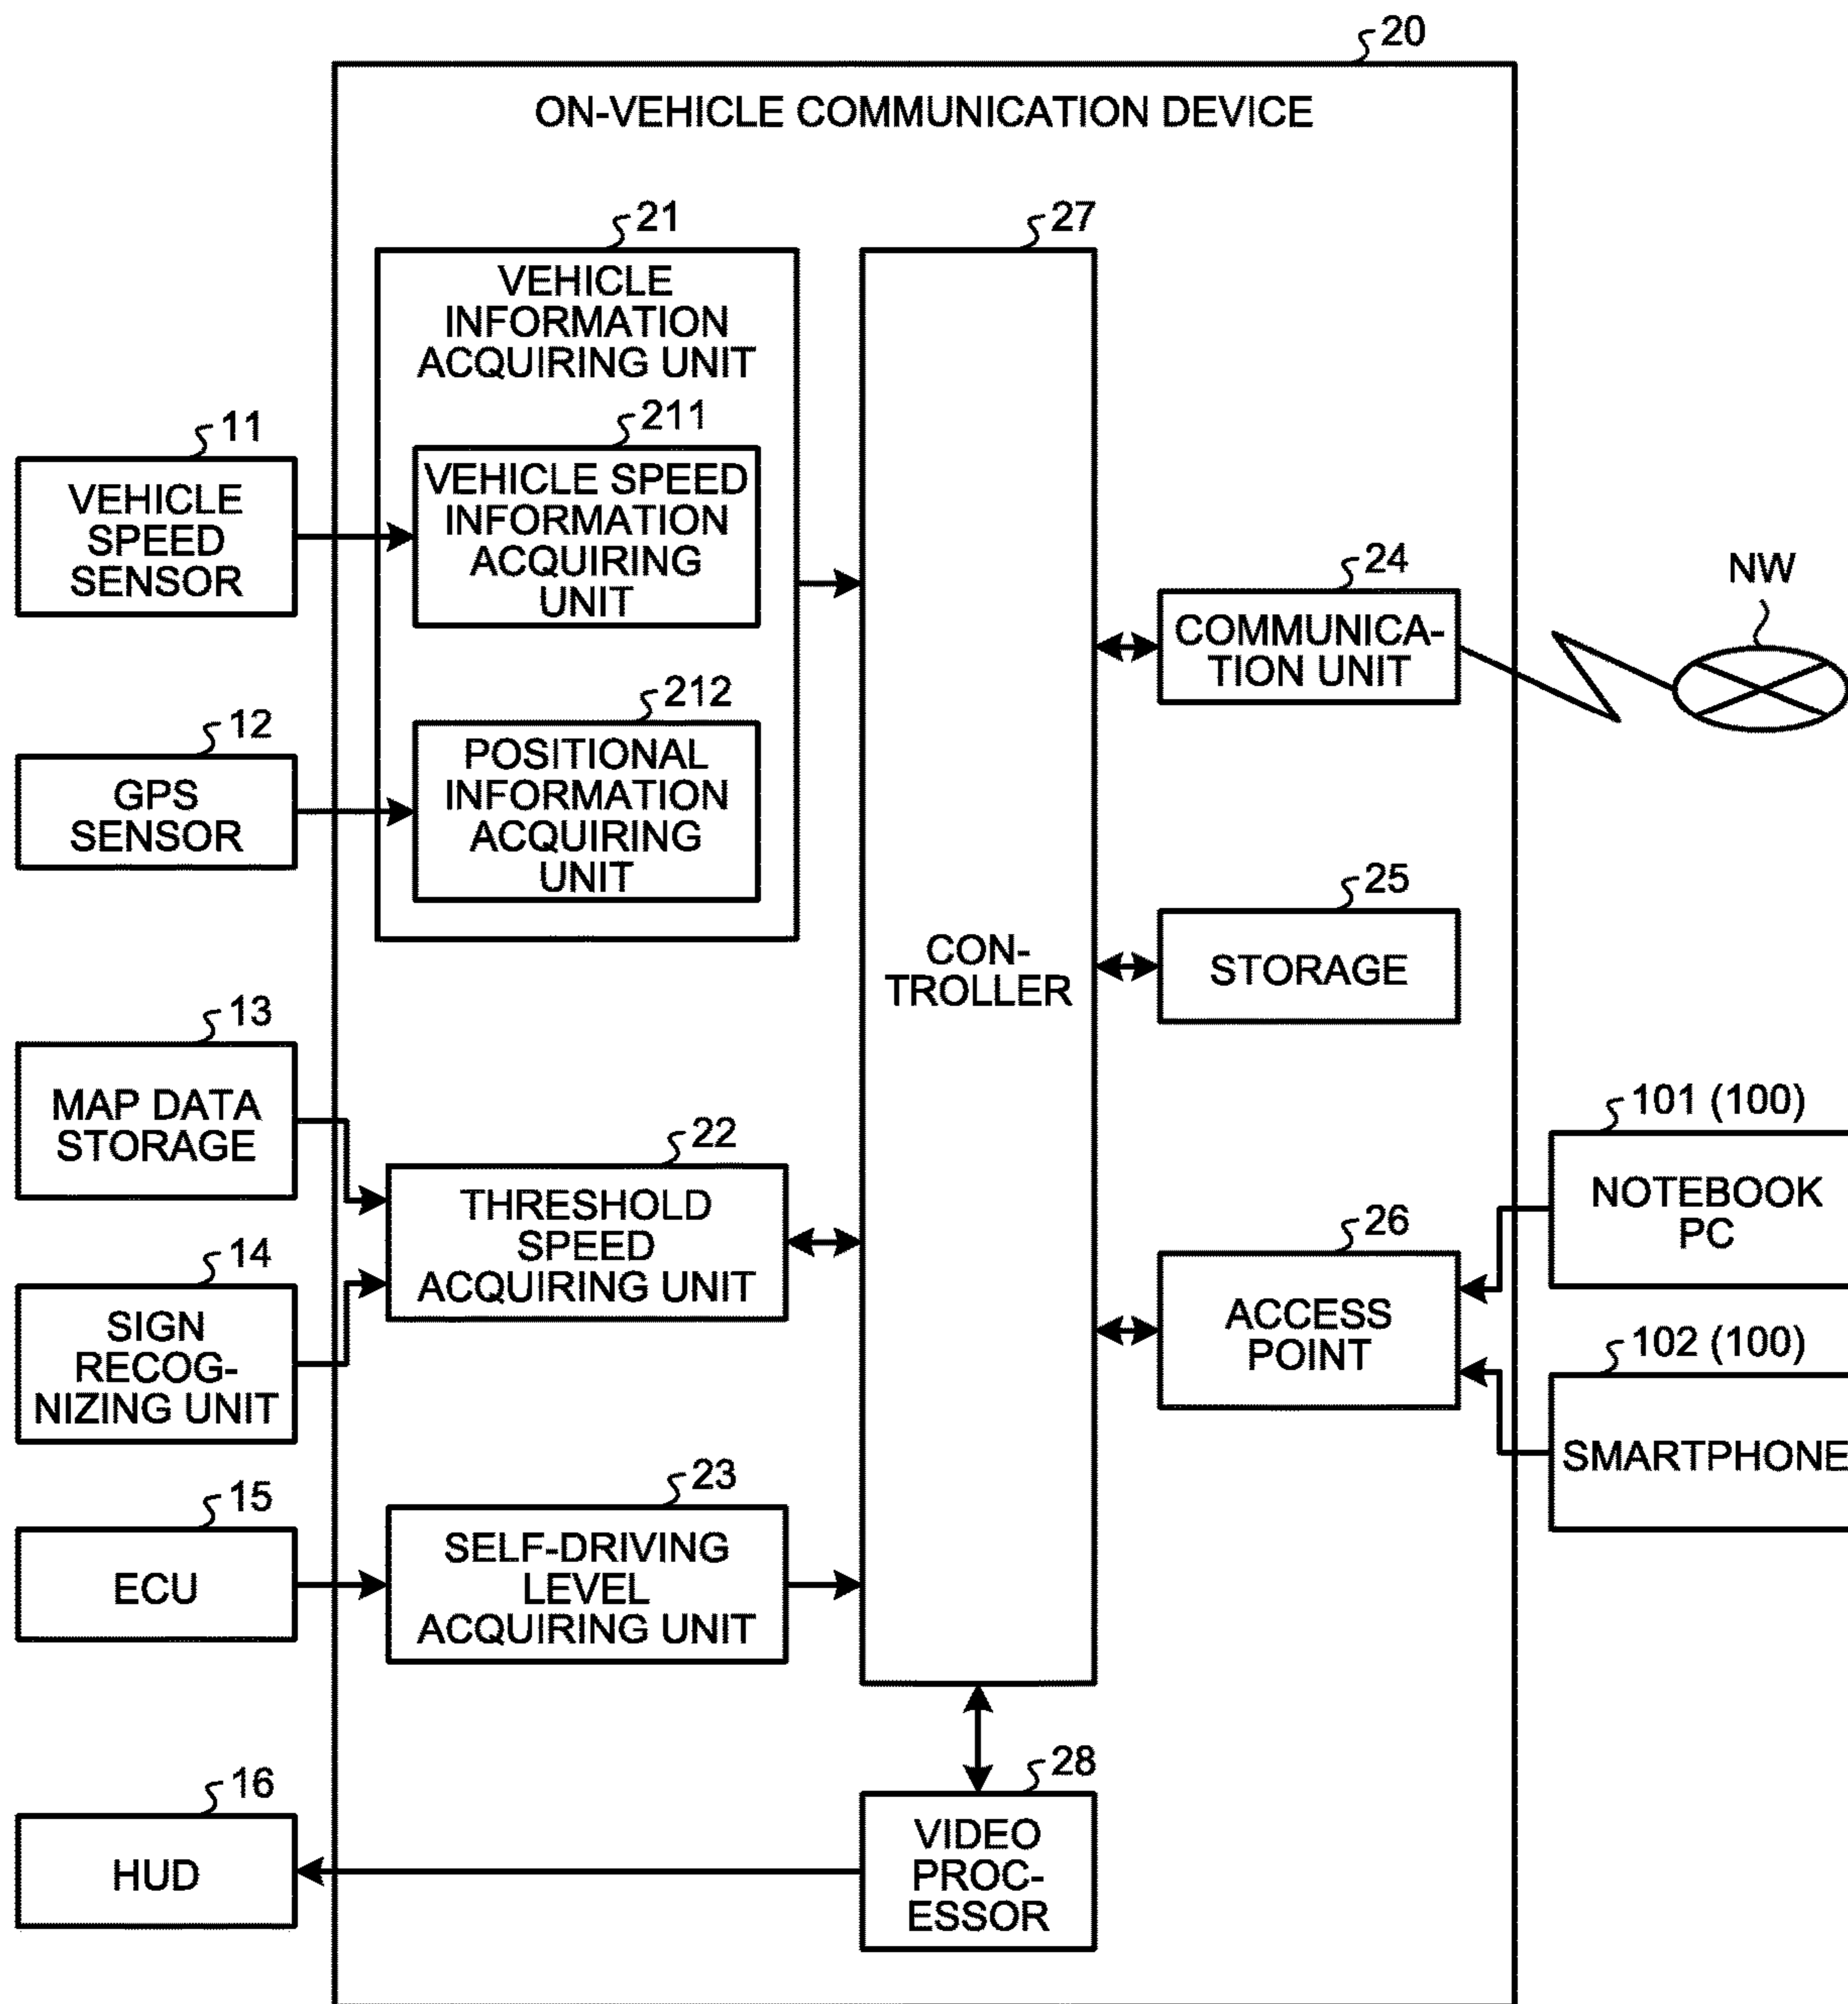 20
ON-VEHICLE COMMUNICATION DEVICE
21
VEHICLE
INFORMATION
ACQUIRING UNIT
27
CON-
TROLLER
11
VEHICLE
SPEED
SENSOR
211
VEHICLE SPEED
INFORMATION
ACQUIRING
UNIT
24
COMMUNICA-
TION UNIT
NW
12
GPS
SENSOR
212
POSITIONAL
INFORMATION
ACQUIRING
UNIT
25
STORAGE
13
MAP DATA
STORAGE
22
THRESHOLD
SPEED
ACQUIRING UNIT
14
SIGN
RECOG-
NIZING UNIT
26
ACCESS
POINT
101 (100)
NOTEBOOK
PC
102 (100)
SMARTPHONE
15
ECU
23
SELF-DRIVING
LEVEL
ACQUIRING UNIT
16
HUD
28
VIDEO
PROC-
ESSOR